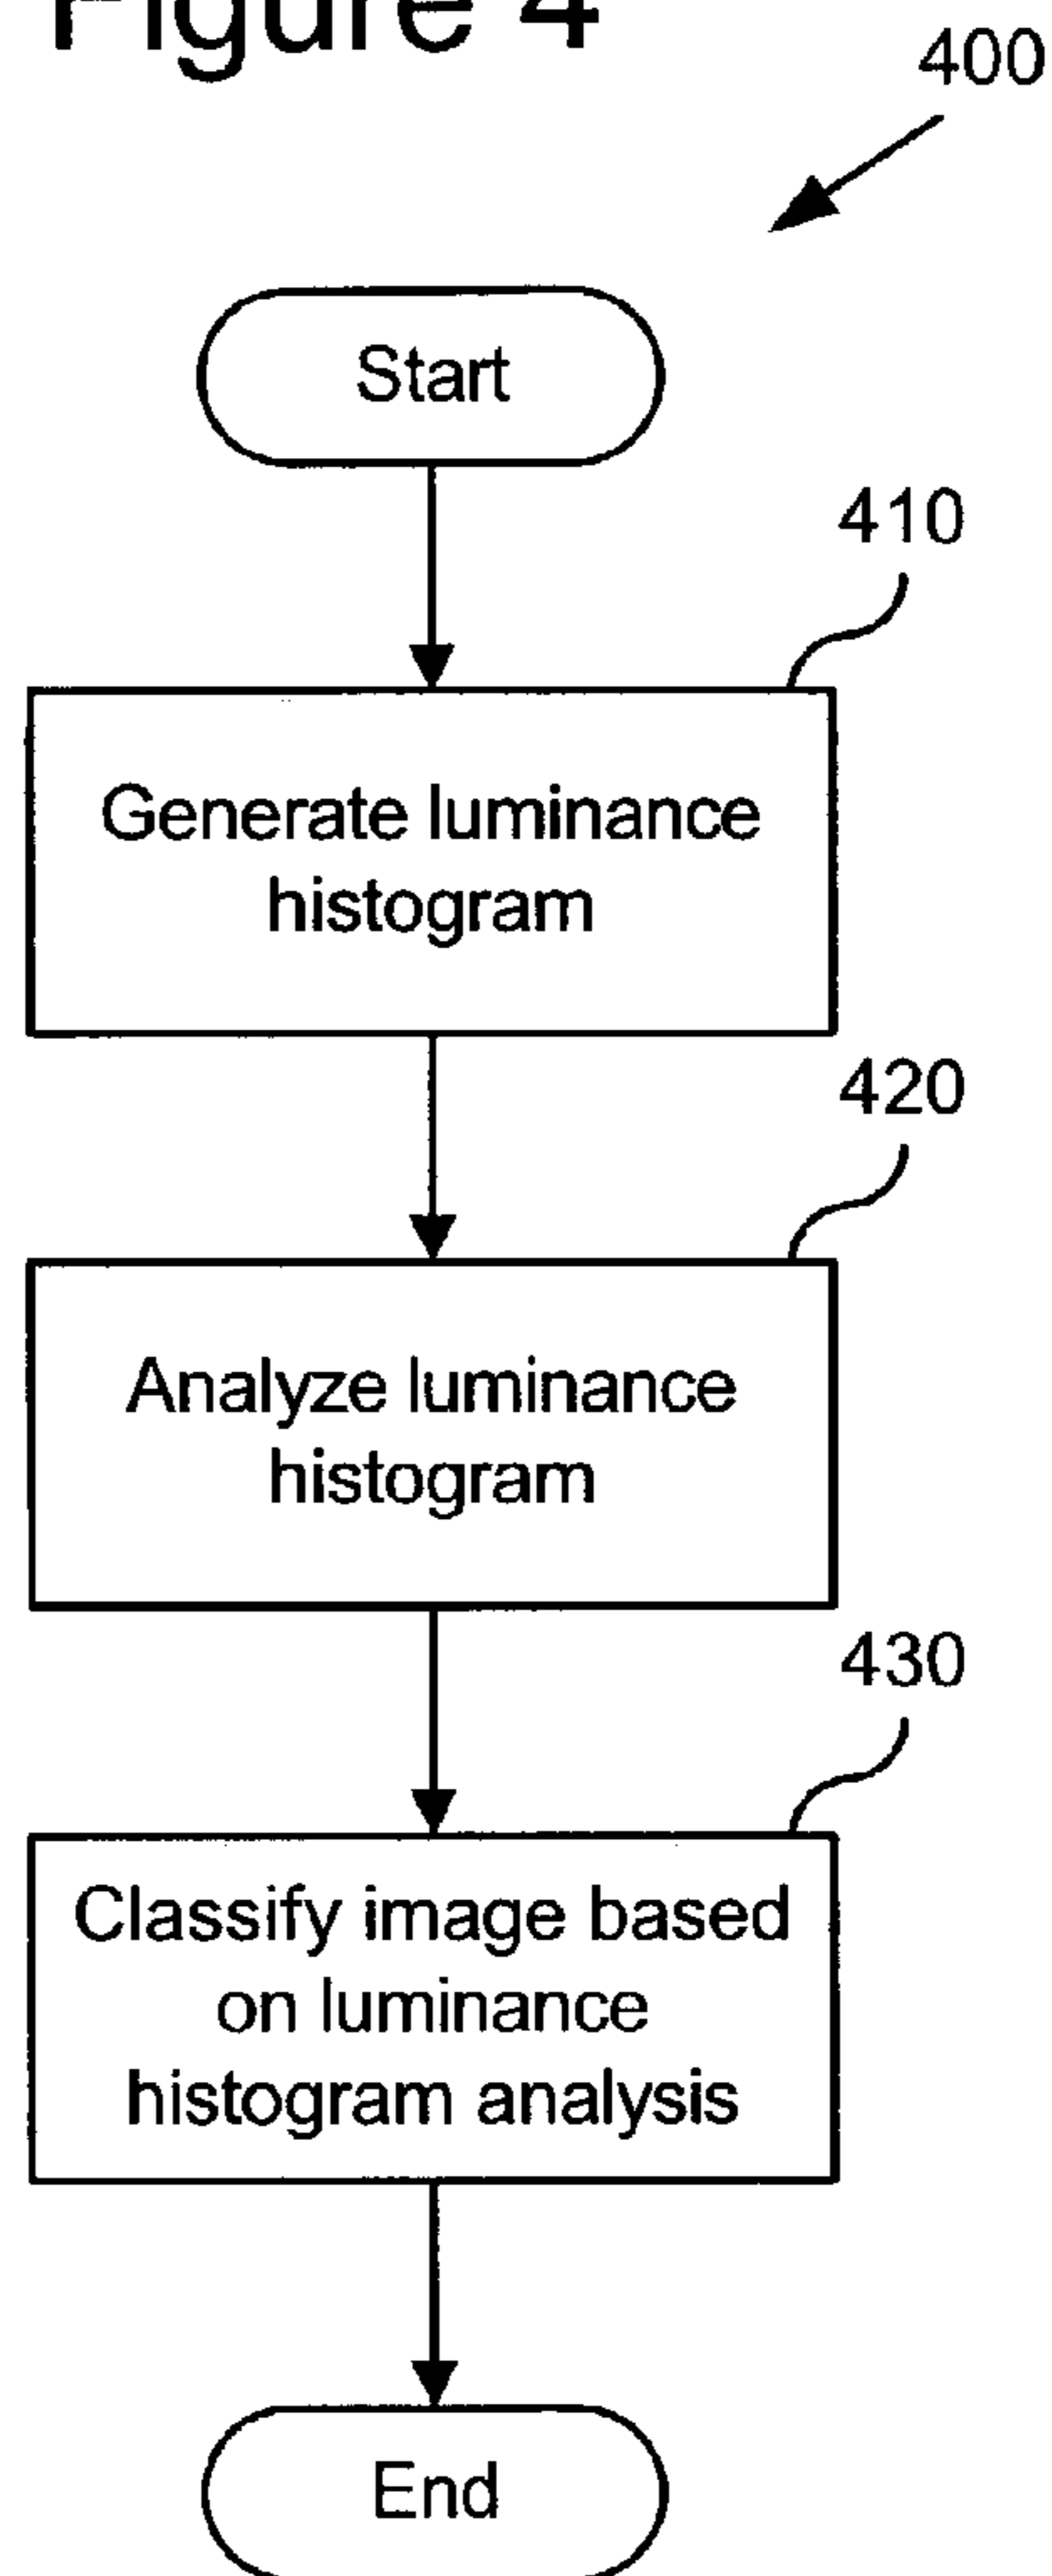 Figure 4
400
Start
410
Generate luminance
histogram
420
Analyze luminance
histogram
430
Classify image based
on luminance
histogram analysis
End